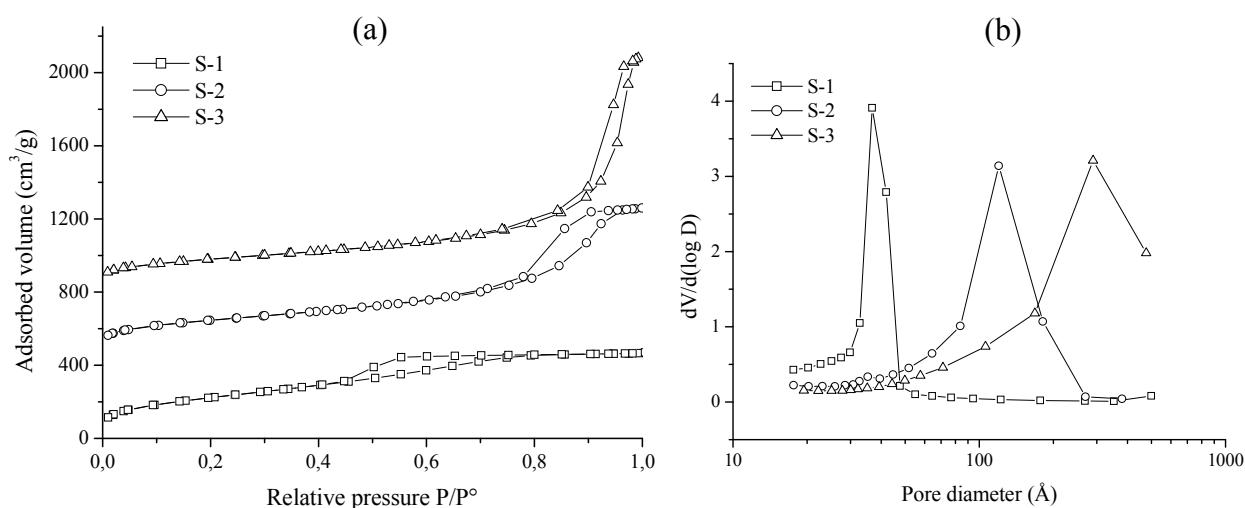 (a)
S-1
S-2
S-3
2000
1600
1200
800
400
0
0,0 0,2 0,4 0,6 0,8 1,0
Adsorbed volume (cm³/g)
Relative pressure P/P°
(b)
S-1
S-2
S-3
4
3
2
1
0
10 100 1000
dV/d(log D)
Pore diameter (Å)